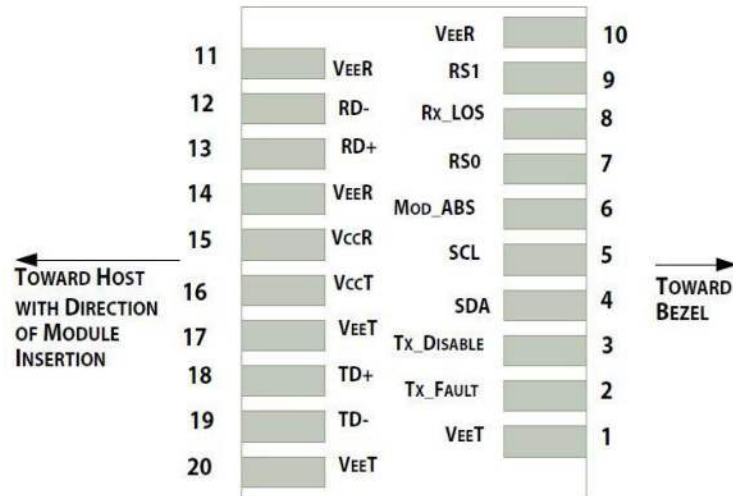 VEER 10
11 VEER
RS1 9
12 RD-
RX_LOS 8
13 RD+
RS0 7
14 VEER
MOD_ABS 6
15 VCCR
SCL 5
TOWARD HOST
WITH DIRECTION
OF MODULE
INSERTION
16 VCCT
SDA 4
TOWARD
BEZEL
17 VEET
TX_DISABLE 3
18 TD+
TX_FAULT 2
19 TD-
VEET 1
20 VEET